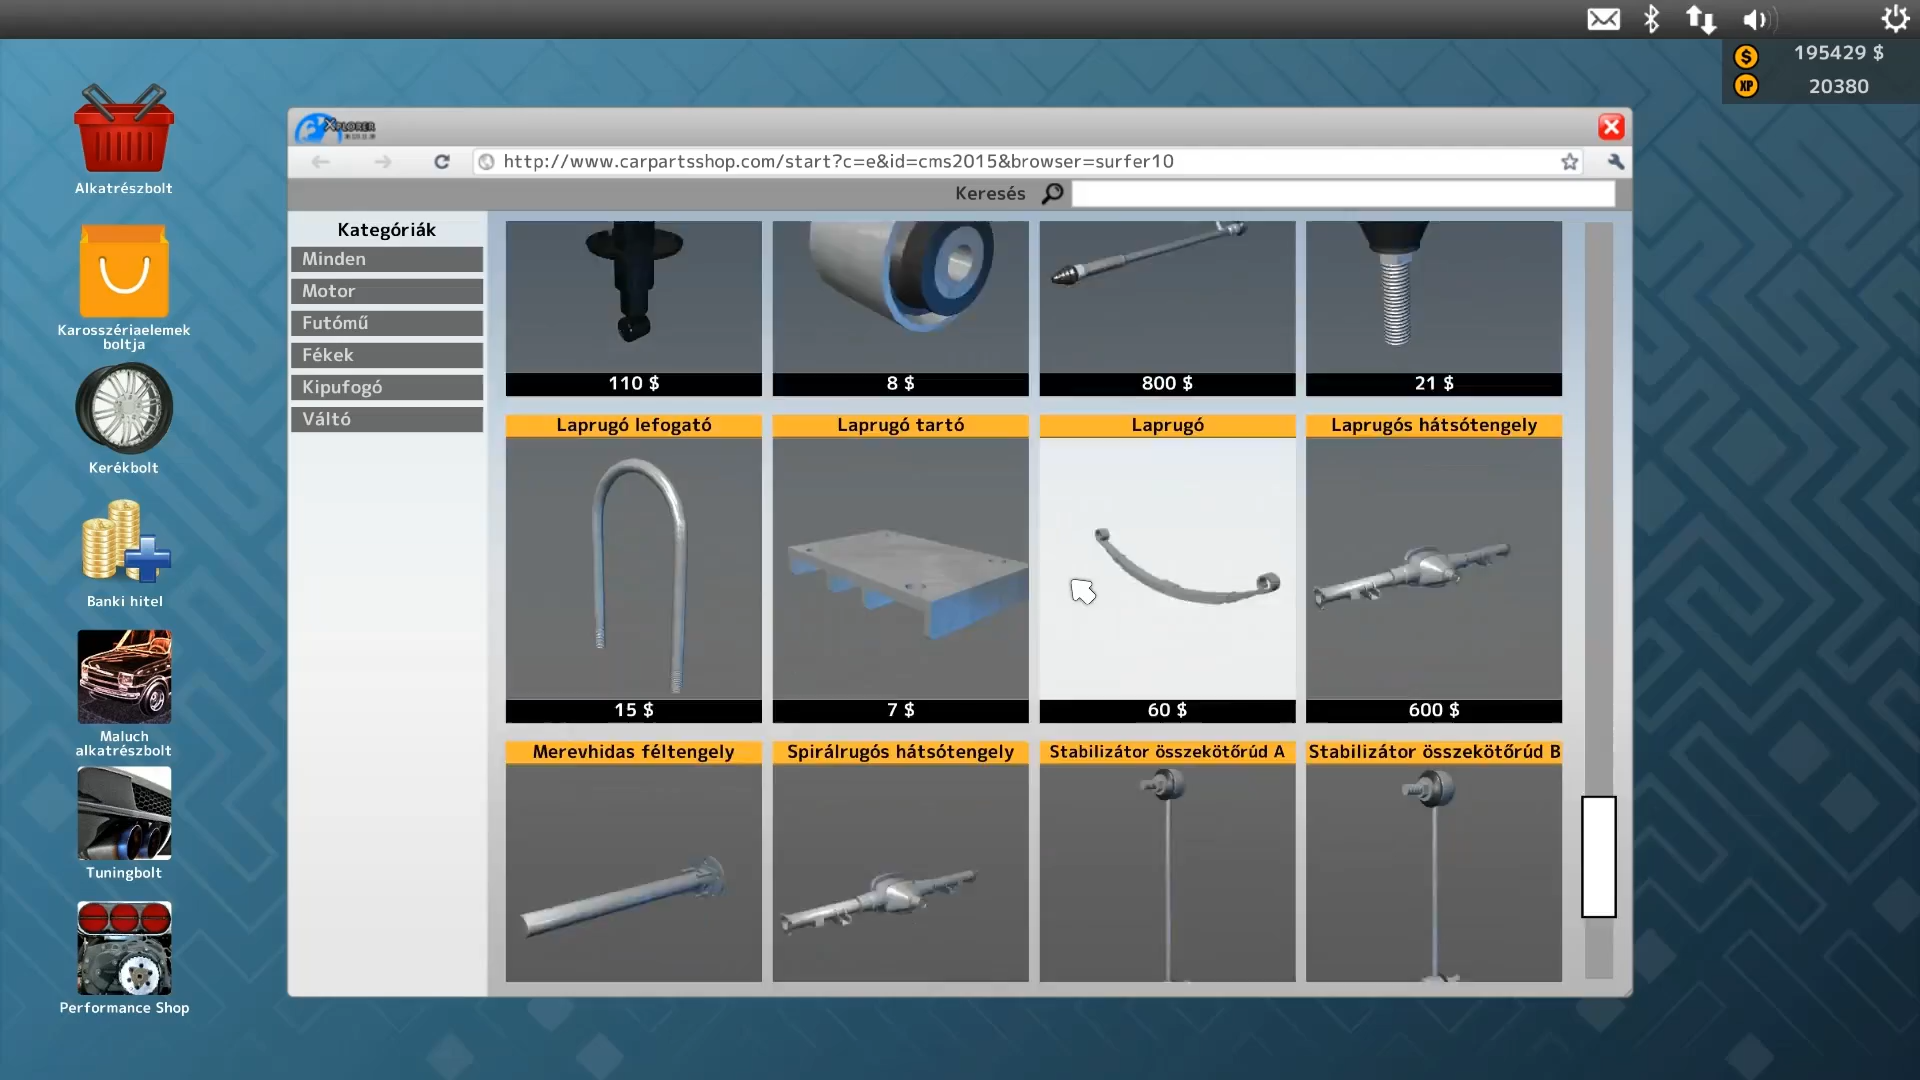 195429 $
XP
20380
Alkatrészbolt
Karosszériaelemek
boltja
Kerékbolt
Banki hitel
Maluch
alkatrészbolt
Tuningbolt
Performance Shop
XPLORER
http://www.carpartsshop.com/start?c=e&id=cms2015&browser=surfer10
Keresés
Kategóriák
Minden
Motor
Futómű
Fékek
Kipufogó
Váltó
110 $
8 $
800 $
21 $
Laprugó lefogató
Laprugó tartó
Laprugó
Laprugós hátsótengely
15 $
7 $
60 $
600 $
Merevhidas féltengely
Spirálrugós hátsótengely
Stabilizátor összekötőrúd A
Stabilizátor összekötőrúd B